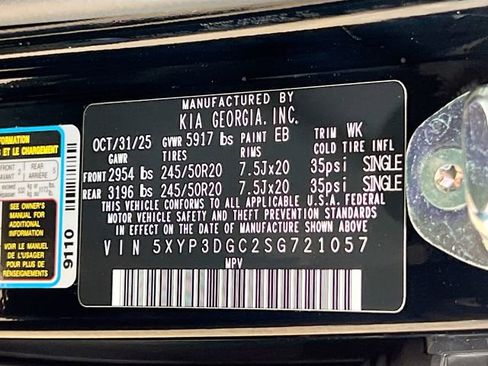 MANUFACTURED BY
KIA GEORGIA, INC.
OCT/31/25 GVWR 5917 lbs PAINT EB TRIM WK
GAWR TIRES RIMS COLD TIRE INFL
FRONT 2954 lbs 245/50R20 7.5Jx20 35psi SINGLE
REAR 3196 lbs 245/50R20 7.5Jx20 35psi SINGLE
THIS VEHICLE CONFORMS TO ALL APPLICABLE U.S.A. FEDERAL
MOTOR VEHICLE SAFETY AND THEFT PREVENTION STANDARDS
IN EFFECT ON THE DATE OF MANUFACTURE SHOWN ABOVE.
VIN 5XYP3DGC2SG721057
MPV
ET LE CHARGEMENT
REAR
SEE OWNER'S
MANUAL FOR
ADDITIONAL
INFORMATION
VOIR LE MANUEL
DE L'USAGER
POUR PLUS DE
RENSEIGNEMENTS
9110